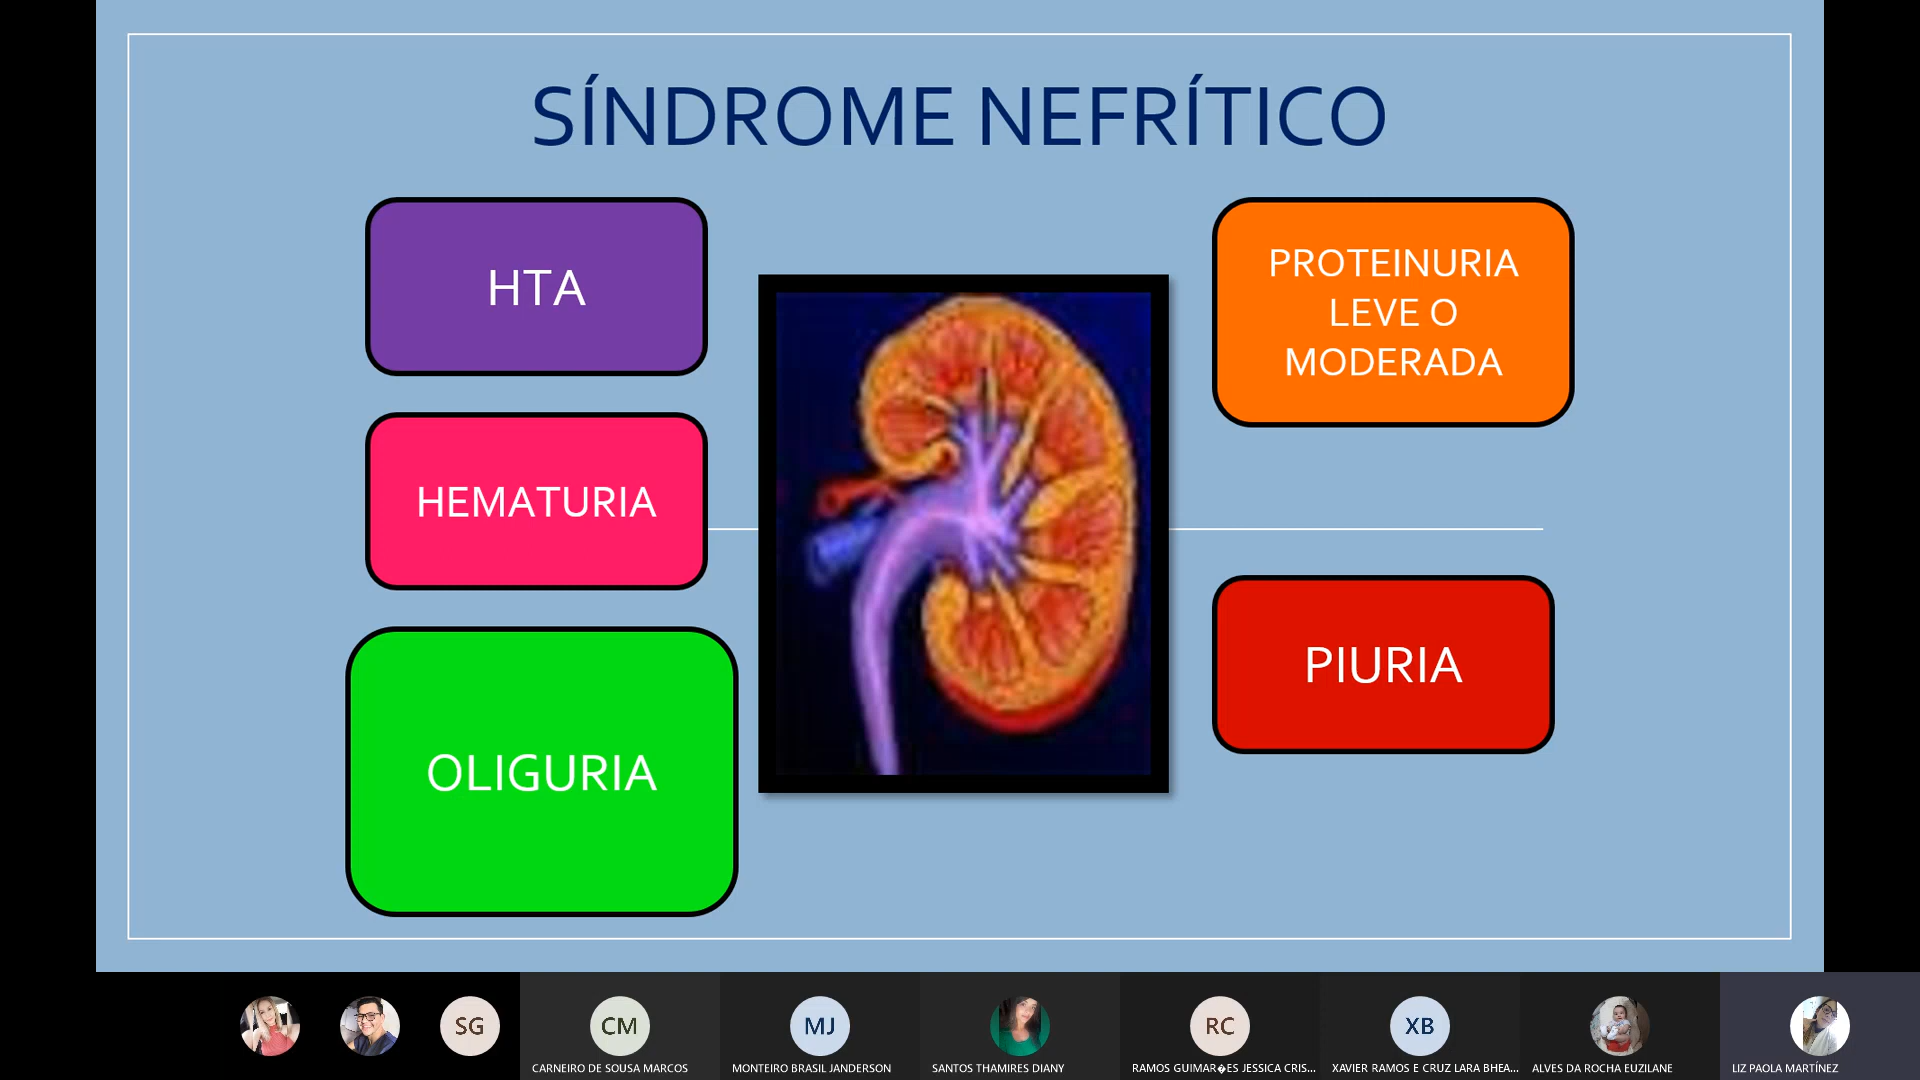 SÍNDROME NEFRÍTICO
HTA
HEMATURIA
OLIGURIA
PROTEINURIA
LEVE O
MODERADA
PIURIA
SG
CM
CARNEIRO DE SOUSA MARCOS
MJ
MONTEIRO BRASIL JANDERSON
SANTOS THAMIRES DIANY
RC
RAMOS GUIMAR�ES JESSICA CRIS...
XB
XAVIER RAMOS E CRUZ LARA BHEA...
ALVES DA ROCHA EUZILANE
LIZ PAOLA MARTÍNEZ